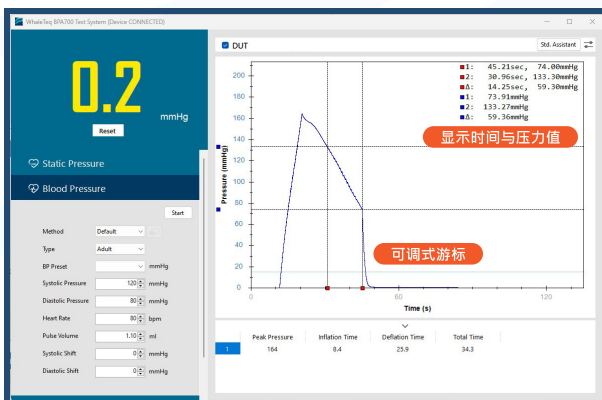 WhaleTeq BPA700 Test System (Device CONNECTED)
0.2
mmHg
Reset
Static Pressure
Blood Pressure
Start
Method Default
Type Adult
BP Preset mmHg
Systolic Pressure 120 mmHg
Diastolic Pressure 80 mmHg
Heart Rate 80 bpm
Pulse Volume 1.10 ml
Systolic Shift 0 mmHg
Diastolic Shift 0 mmHg
DUT
Std. Assistant
1: 45.21sec, 74.00mmHg
2: 30.96sec, 133.30mmHg
Δ: 14.25sec, 59.30mmHg
1: 73.91mmHg
2: 133.27mmHg
Δ: 59.36mmHg
显示时间与压力值
可调式游标
Pressure (mmHg)
200
180
160
140
120
100
80
60
40
20
0
0 60 120
Time (s)
Peak Pressure Inflation Time Deflation Time Total Time
1 164 8.4 25.9 34.3